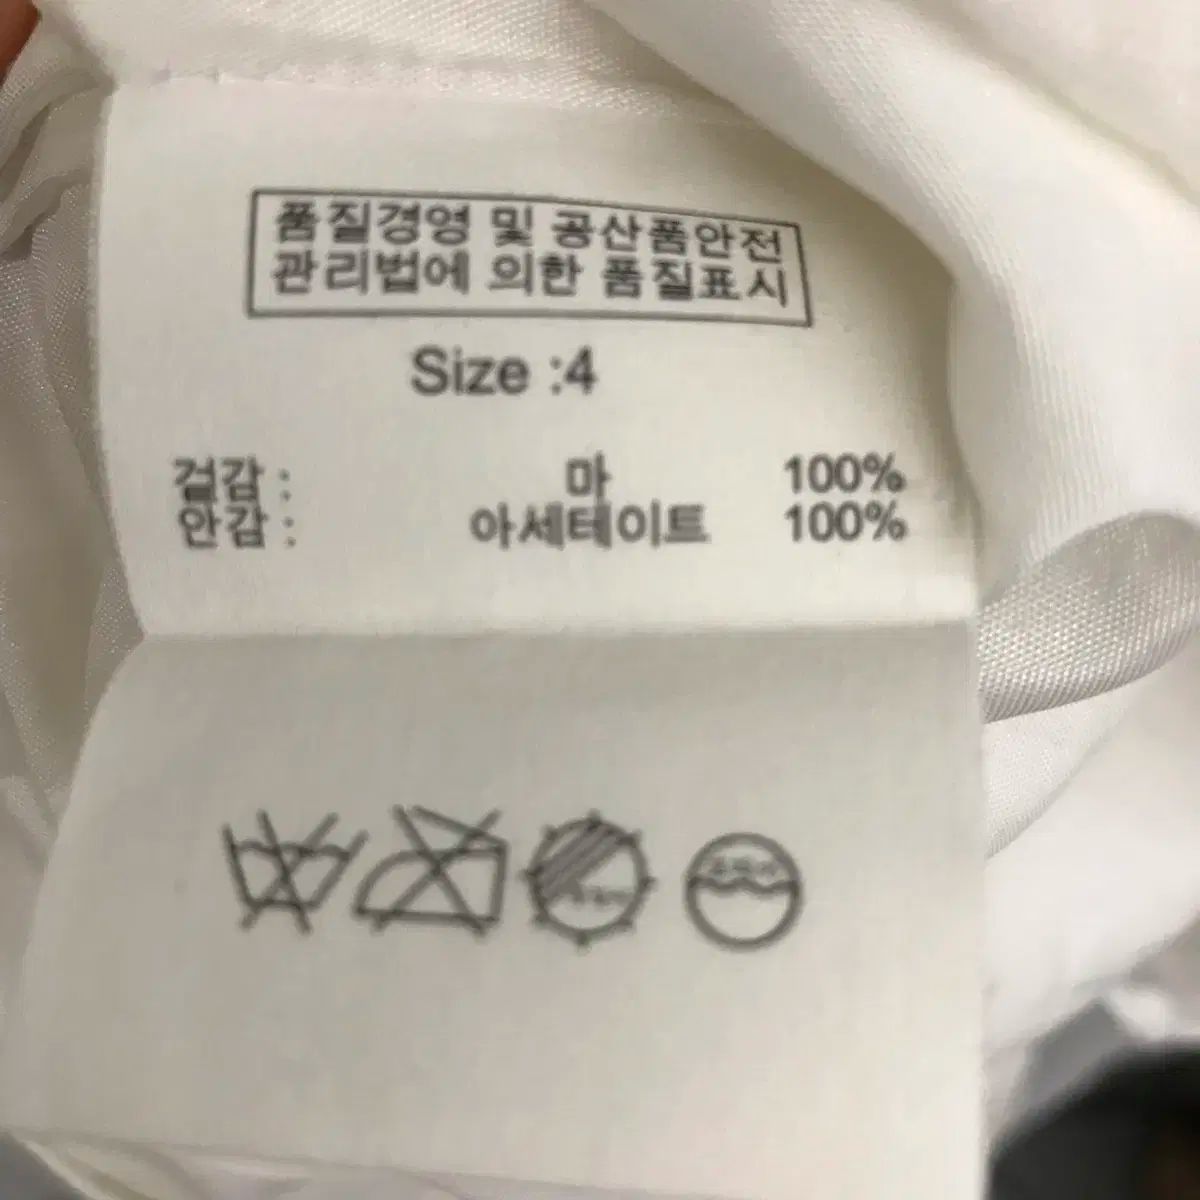 품질경영 및 공산품안전
관리법에 의한 품질표시
Size :4
겉감 : 마 100%
안감 : 아세테이트 100%